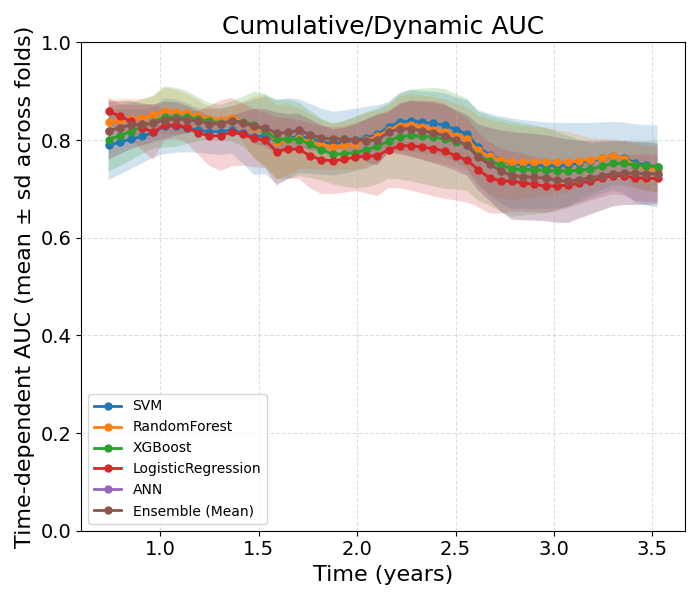 Cumulative/Dynamic AUC
Time-dependent AUC (mean ± sd across folds)
1.0
0.8
0.6
0.4
0.2
0.0
SVM
RandomForest
XGBoost
LogisticRegression
ANN
Ensemble (Mean)
1.0 1.5 2.0 2.5 3.0 3.5
Time (years)